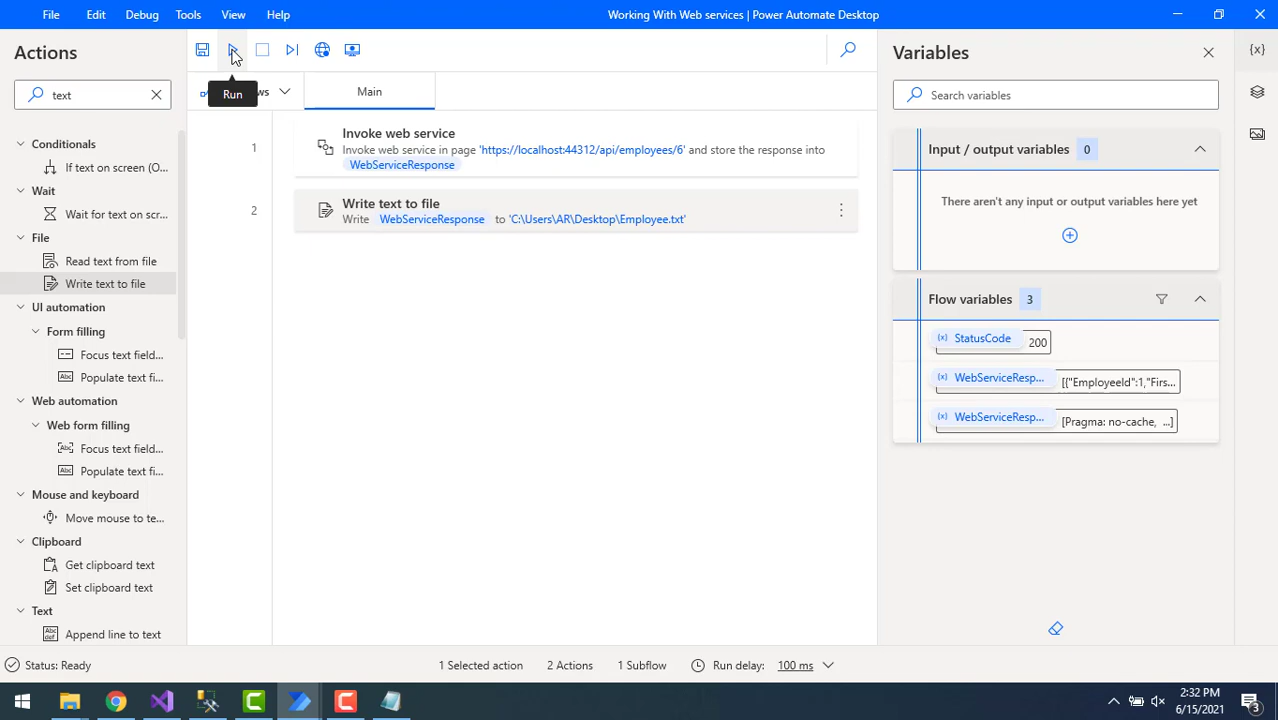 File Edit Debug Tools View Help Working With Web services | Power Automate Desktop
Actions
Variables
text
Run
ws
Main
Search variables
Conditionals
If text on screen (O...
Wait
Wait for text on scr...
File
Read text from file
Write text to file
UI automation
Form filling
Focus text field...
Populate text fi...
Web automation
Web form filling
Focus text field...
Populate text fi...
Mouse and keyboard
Move mouse to te...
Clipboard
Get clipboard text
Set clipboard text
Text
Append line to text
1
Invoke web service
Invoke web service in page 'https://localhost:44312/api/employees/6' and store the response into
WebServiceResponse
2
Write text to file
Write WebServiceResponse to 'C:\Users\AR\Desktop\Employee.txt'
Input / output variables 0
There aren't any input or output variables here yet
Flow variables 3
(x) StatusCode 200
(x) WebServiceResp... [{"EmployeeId":1,"Firs...
(x) WebServiceResp... [Pragma: no-cache, ...]
{x}
Status: Ready
1 Selected action 2 Actions 1 Subflow Run delay: 100 ms
2:32 PM
6/15/2021
3